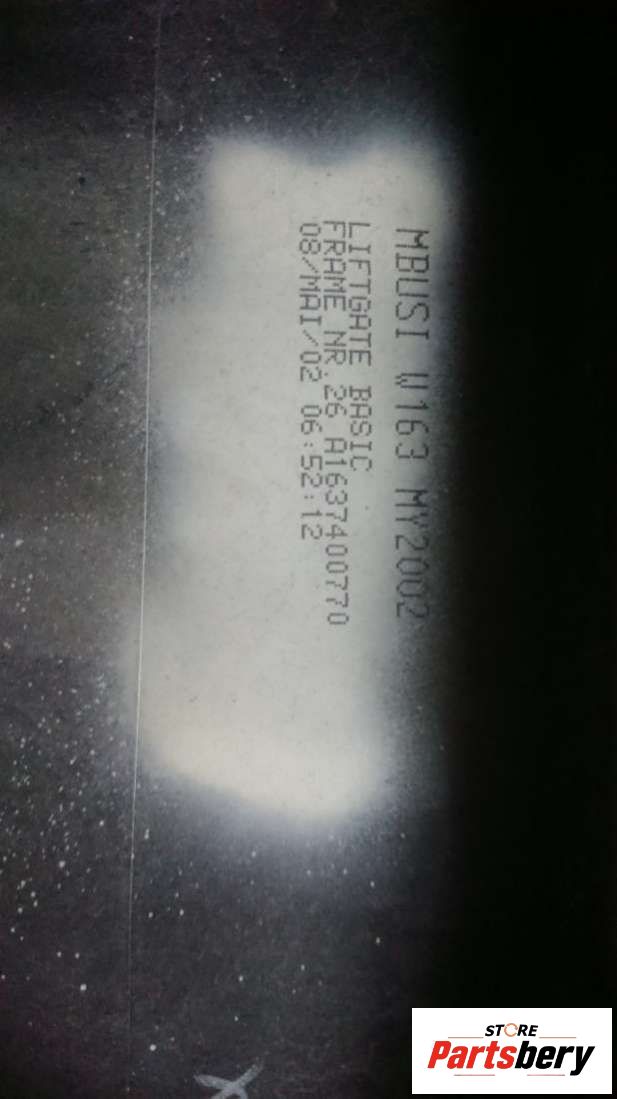 MBUSI W163 MY2002
LIFTGATE BASIC
FRAME NR.26 A1637400770
08/MAI/02 06:52:12
STORE
Partsbery